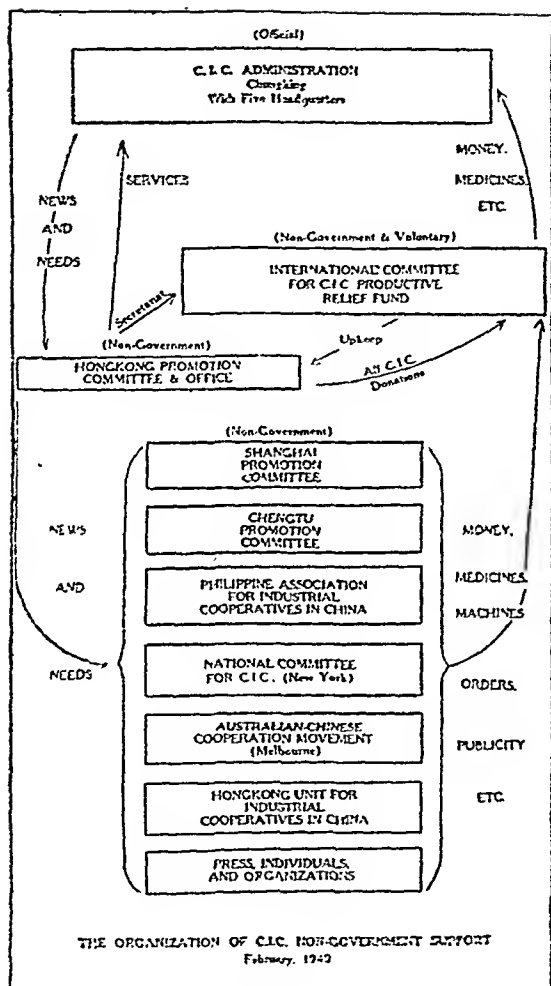 (Official)
C.I.C. ADMINISTRATION
Chungking
With Five Headquarters
MONEY,
MEDICINES,
ETC.
SERVICES
NEWS
AND
NEEDS
(Non-Government & Voluntary)
INTERNATIONAL COMMITTEE
FOR C.I.C. PRODUCTIVE
RELIEF FUND
Secretariat
(Non-Government)
HONGKONG PROMOTION
COMMITTEE & OFFICE
Upkeep
All C.I.C.
Donations
(Non-Government)
SHANGHAI
PROMOTION
COMMITTEE
CHENGTU
PROMOTION
COMMITTEE
PHILIPPINE ASSOCIATION
FOR INDUSTRIAL
COOPERATIVES IN CHINA
NATIONAL COMMITTEE
FOR C.I.C. (New York)
AUSTRALIAN-CHINESE
COOPERATION MOVEMENT
(Melbourne)
HONGKONG UNIT FOR
INDUSTRIAL
COOPERATIVES IN CHINA
PRESS, INDIVIDUALS,
AND ORGANIZATIONS
NEWS
AND
NEEDS
MONEY,
MEDICINES,
MACHINES
ORDERS,
PUBLICITY
ETC.
THE ORGANIZATION OF C.I.C. NON-GOVERNMENT SUPPORT
February,